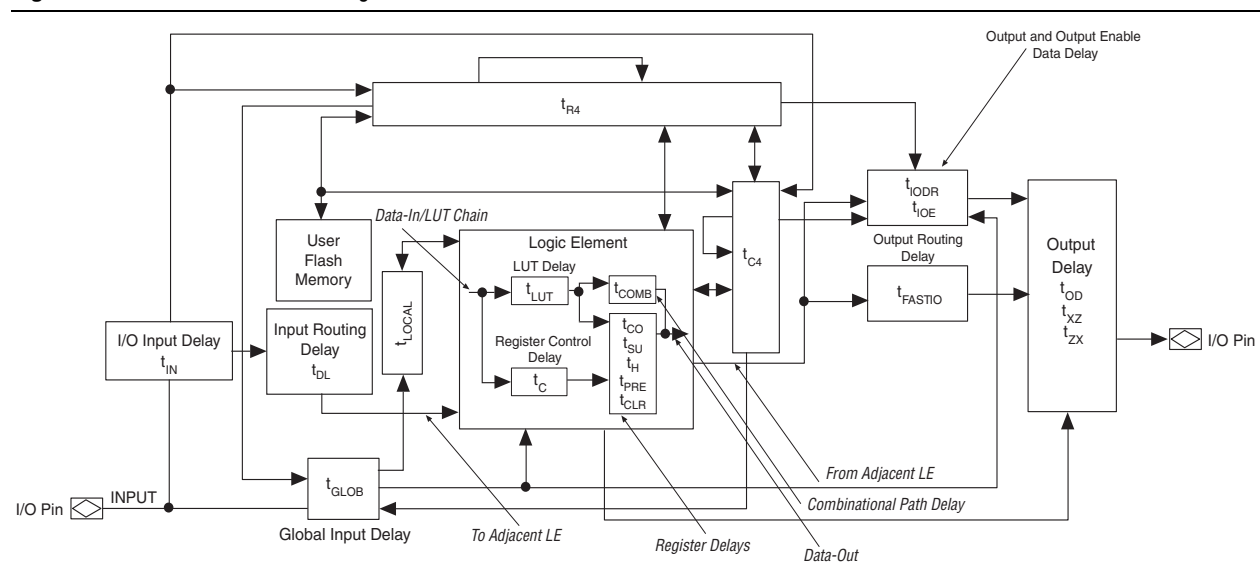 Output and Output Enable
Data Delay
tR4
tIODR
tIOE
Data-In/LUT Chain
User
Flash
Memory
Logic Element
Output Routing
Delay
Output
Delay
tOD
tXZ
tZX
LUT Delay
tLUT
tCOMB
tC4
tFASTIO
tLOCAL
I/O Input Delay
tIN
Input Routing
Delay
tDL
Register Control
Delay
tC
tCO
tSU
tH
tPRE
tCLR
I/O Pin
From Adjacent LE
tGLOB
I/O Pin
INPUT
Combinational Path Delay
Global Input Delay
To Adjacent LE
Register Delays
Data-Out